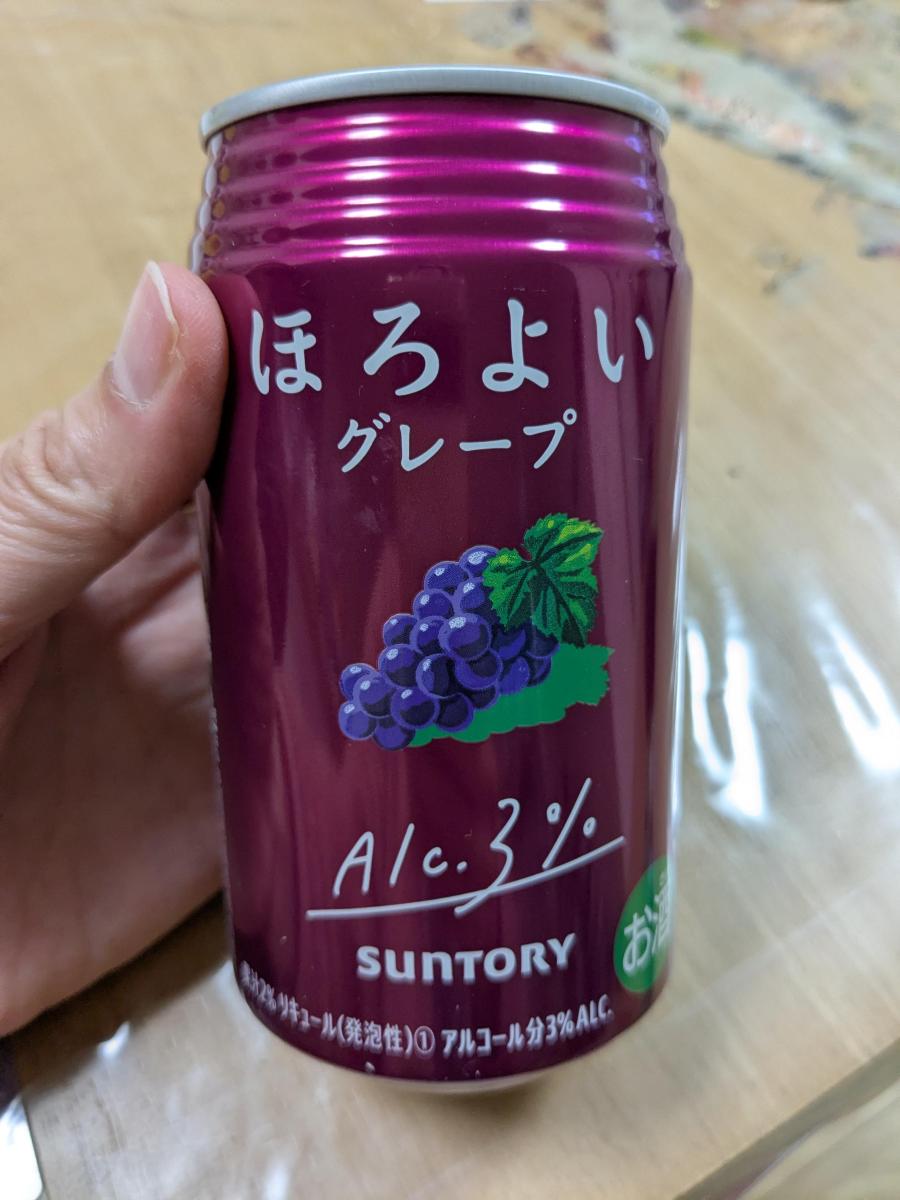 ほろよい
グレープ
Alc.3%
SUNTORY
果汁2% リキュール(発泡性)① アルコール分3%ALC.
お酒